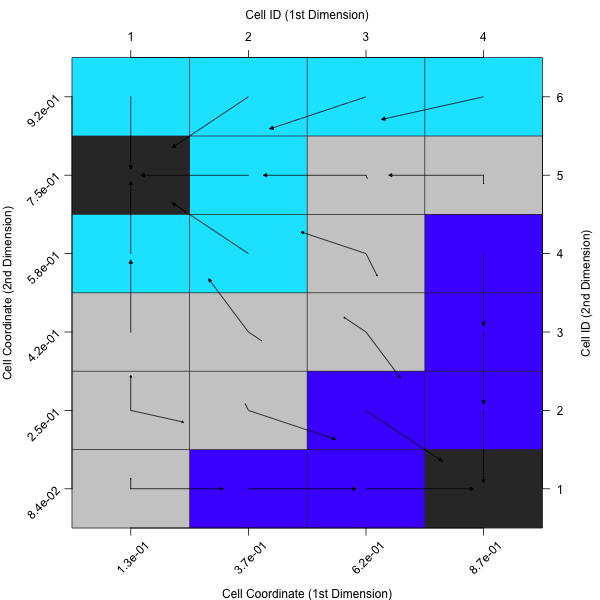 Cell ID (1st Dimension)
1 2 3 4
9.2e-01 6
7.5e-01 5
5.8e-01 4
4.2e-01 3
2.5e-01 2
8.4e-02 1
Cell Coordinate (2nd Dimension)
Cell ID (2nd Dimension)
1.3e-01 3.7e-01 6.2e-01 8.7e-01
Cell Coordinate (1st Dimension)